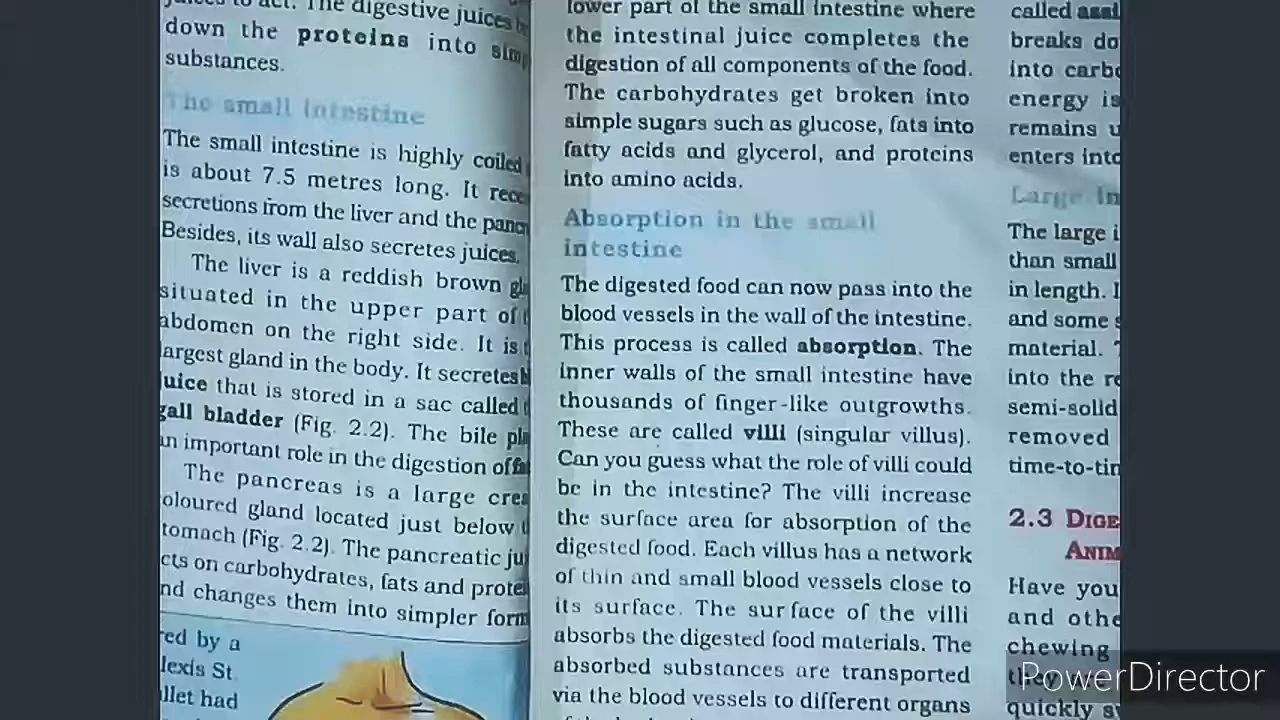 juices to act. The digestive juices
down the proteins into
substances.
The small intestine
The small intestine is highly coiled
is about 7.5 metres long. It
secretions from the liver and the
Besides, its wall also secretes juices.
The liver is a reddish brown
situated in the upper part of
abdomen on the right side. It is
largest gland in the body. It secretes
juice that is stored in a sac called
gall bladder (Fig. 2.2). The bile
an important role in the digestion of
The pancreas is a large
coloured gland located just below
stomach (Fig. 2.2). The pancreatic
on carbohydrates, fats and
and changes them into simpler
by a
St.
had
lower part of the small intestine where
the intestinal juice completes the
digestion of all components of the food.
The carbohydrates get broken into
simple sugars such as glucose, fats into
fatty acids and glycerol, and proteins
into amino acids.
Absorption in the small
intestine
The digested food can now pass into the
blood vessels in the wall of the intestine.
This process is called absorption. The
inner walls of the small intestine have
thousands of finger-like outgrowths.
These are called villi (singular villus).
Can you guess what the role of villi could
be in the intestine? The villi increase
the surface area for absorption of the
digested food. Each villus has a network
of thin and small blood vessels close to
its surface. The surface of the villi
absorbs the digested food materials. The
absorbed substances are transported
via the blood vessels to different organs
called
breaks
into
energy is
remains
enters
Large
The large
than small
in length.
and some
material.
into the
semi-solid
removed
2.3
Have you
and
chewing
they
quickly
PowerDirector